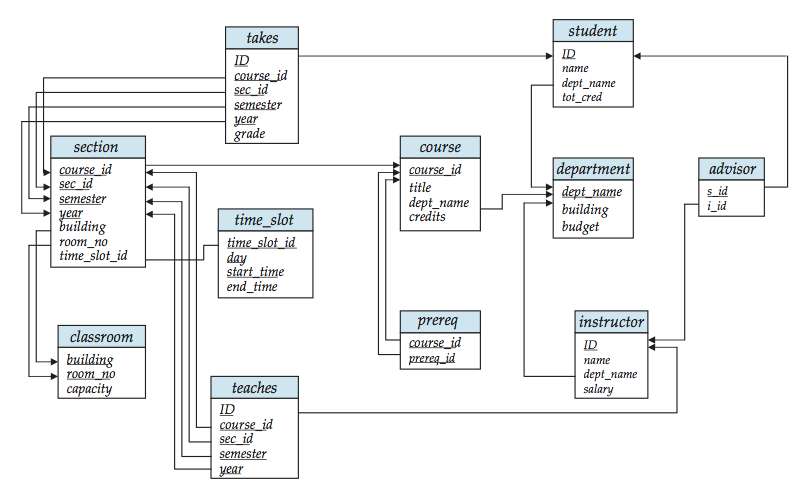 takes
ID
course_id
sec_id
semester
year
grade
student
ID
name
dept_name
tot_cred
section
course_id
sec_id
semester
year
building
room_no
time_slot_id
course
course_id
title
dept_name
credits
department
dept_name
building
budget
advisor
s_id
i_id
time_slot
time_slot_id
day
start_time
end_time
prereq
course_id
prereq_id
instructor
ID
name
dept_name
salary
classroom
building
room_no
capacity
teaches
ID
course_id
sec_id
semester
year